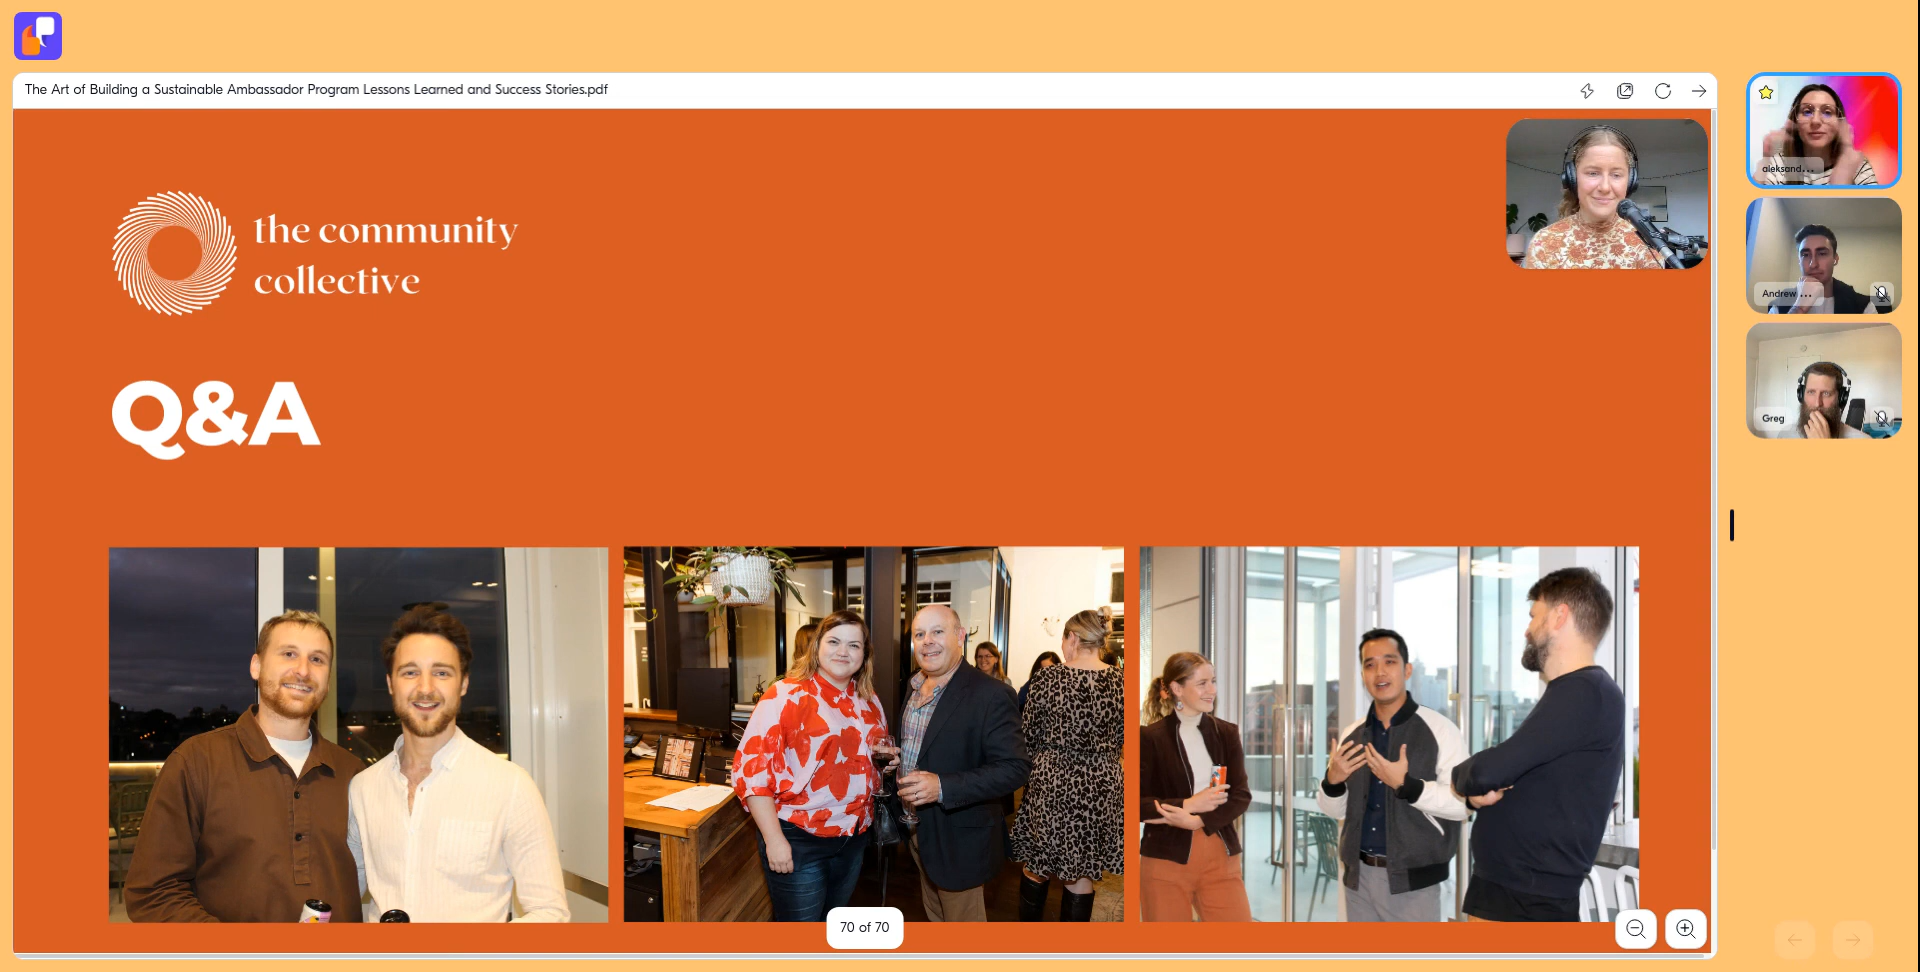 The Art of Building a Sustainable Ambassador Program Lessons Learned and Success Stories.pdf
the community
collective
Q&A
70 of 70
aleksand...
Andrew ...
Greg